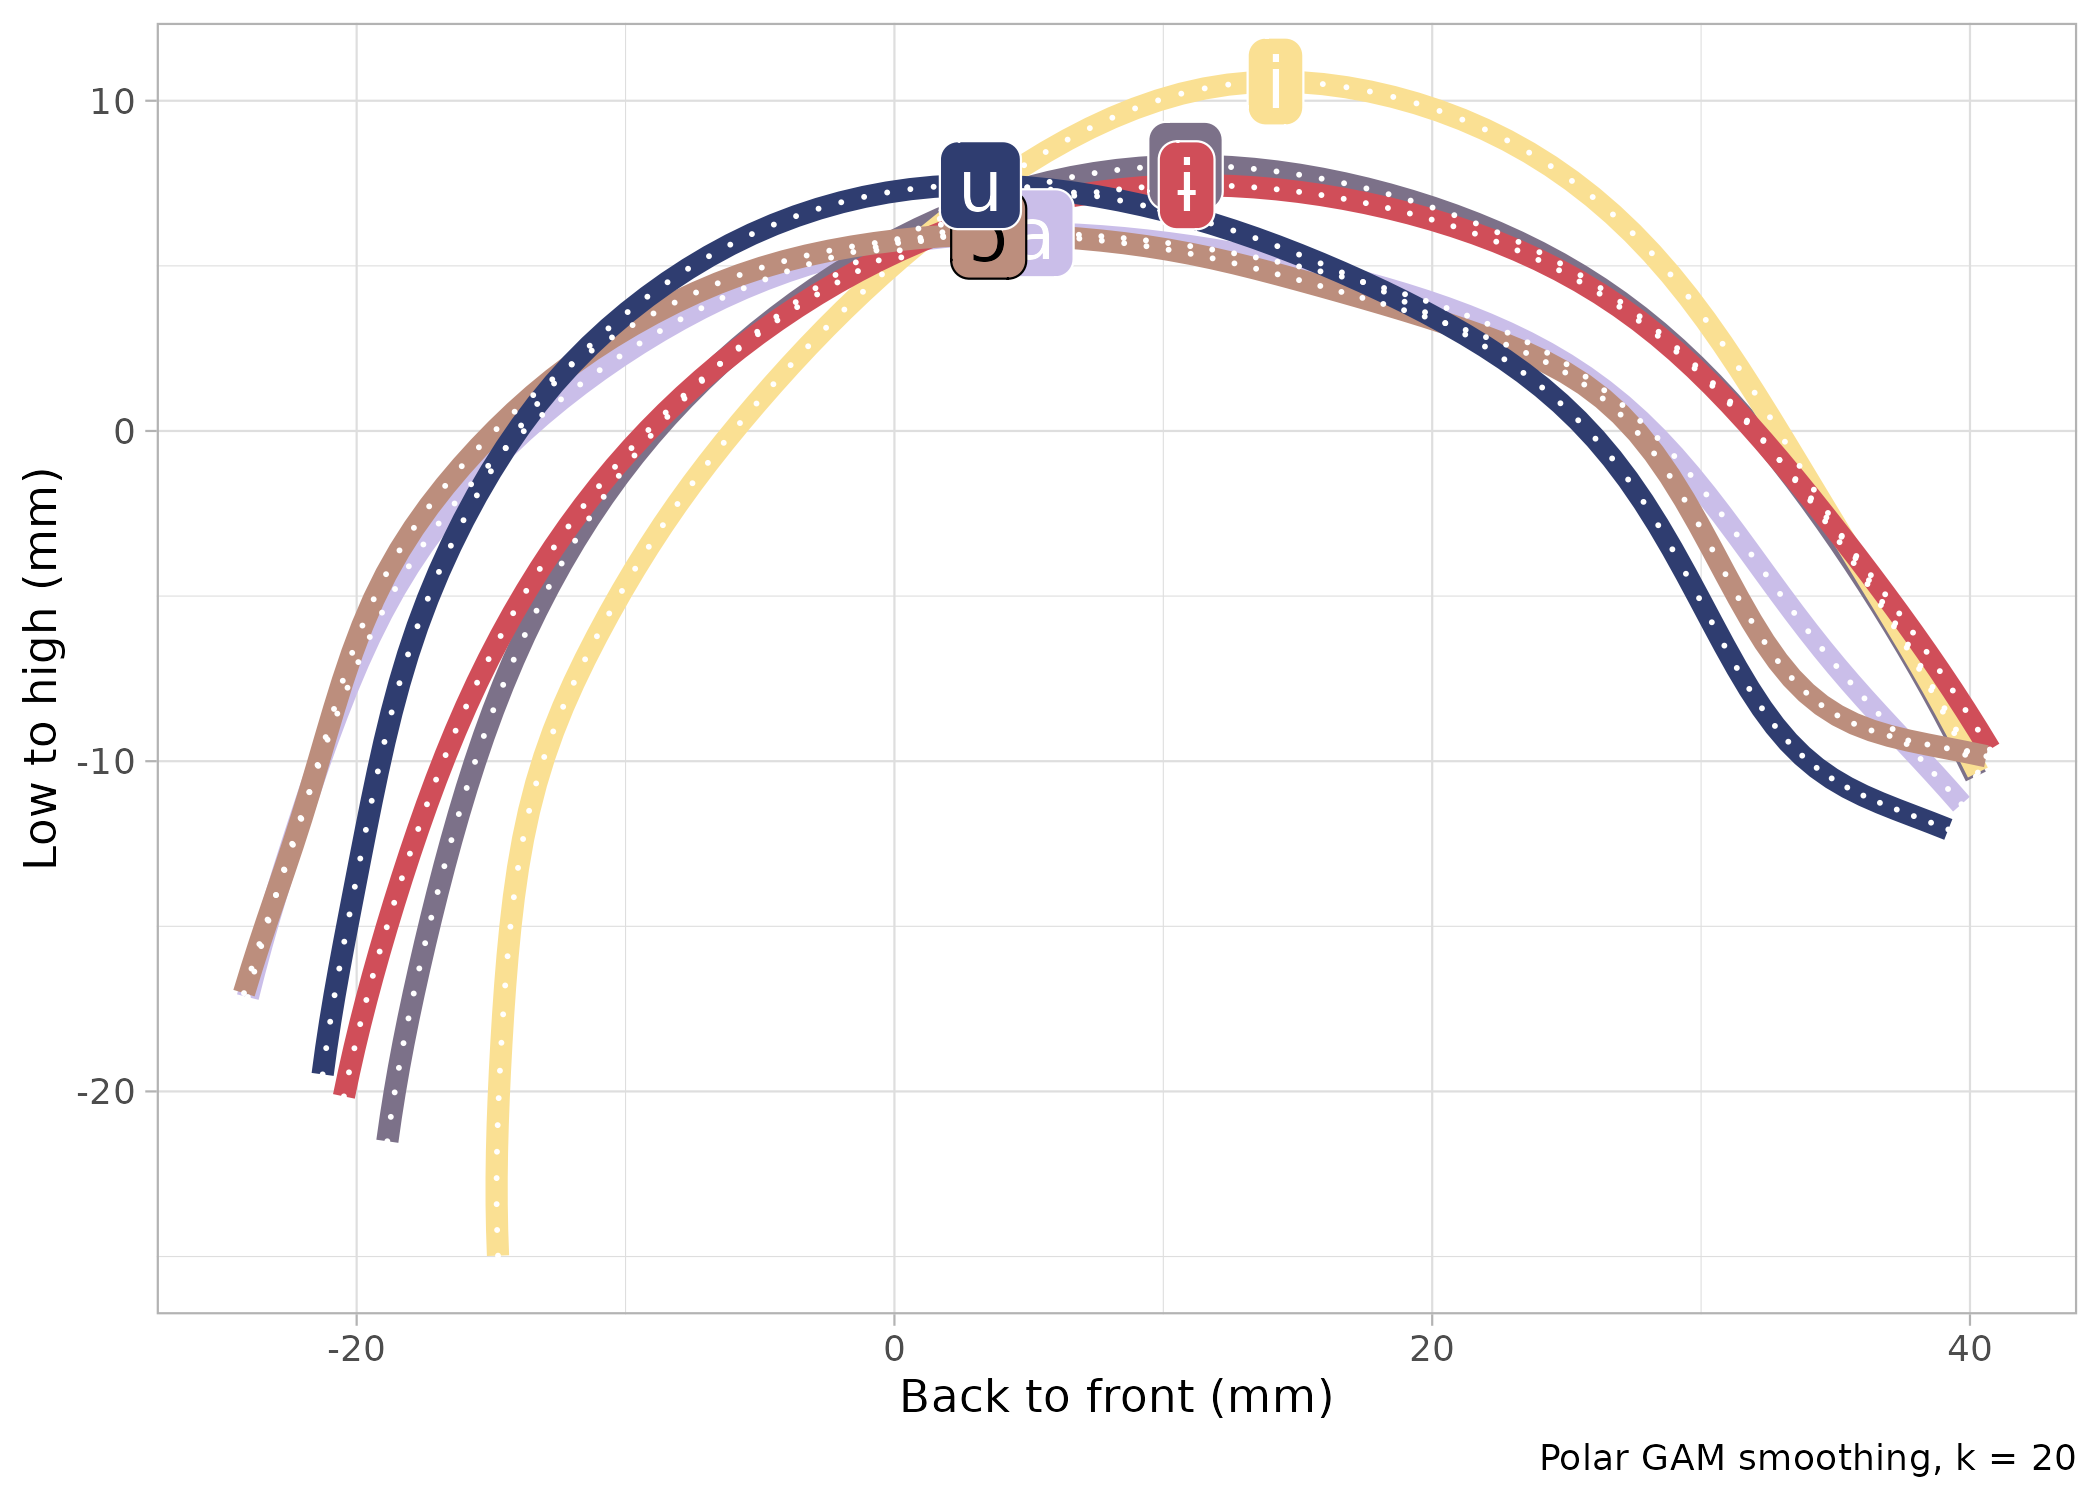 10
0
-10
-20
Low to high (mm)
i
u
ɨ
a
-20
0
20
40
Back to front (mm)
Polar GAM smoothing, k = 20